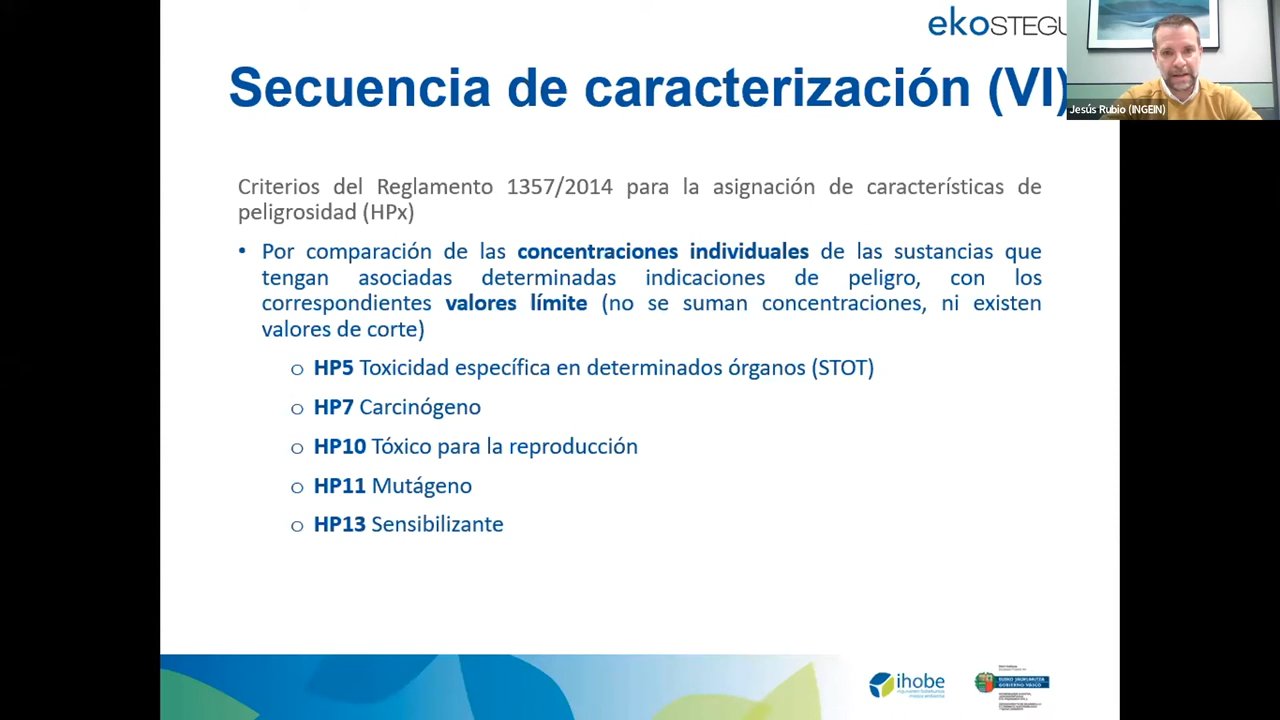 ekoSTEGU
Secuencia de caracterización (VI)
Jesús Rubio (INGEIN)
Criterios del Reglamento 1357/2014 para la asignación de características de
peligrosidad (HPx)
• Por comparación de las concentraciones individuales de las sustancias que
tengan asociadas determinadas indicaciones de peligro, con los
correspondientes valores límite (no se suman concentraciones, ni existen
valores de corte)
o HP5 Toxicidad específica en determinados órganos (STOT)
o HP7 Carcinógeno
o HP10 Tóxico para la reproducción
o HP11 Mutágeno
o HP13 Sensibilizante
ihobe
EUSKO JAURLARITZA
GOBIERNO VASCO